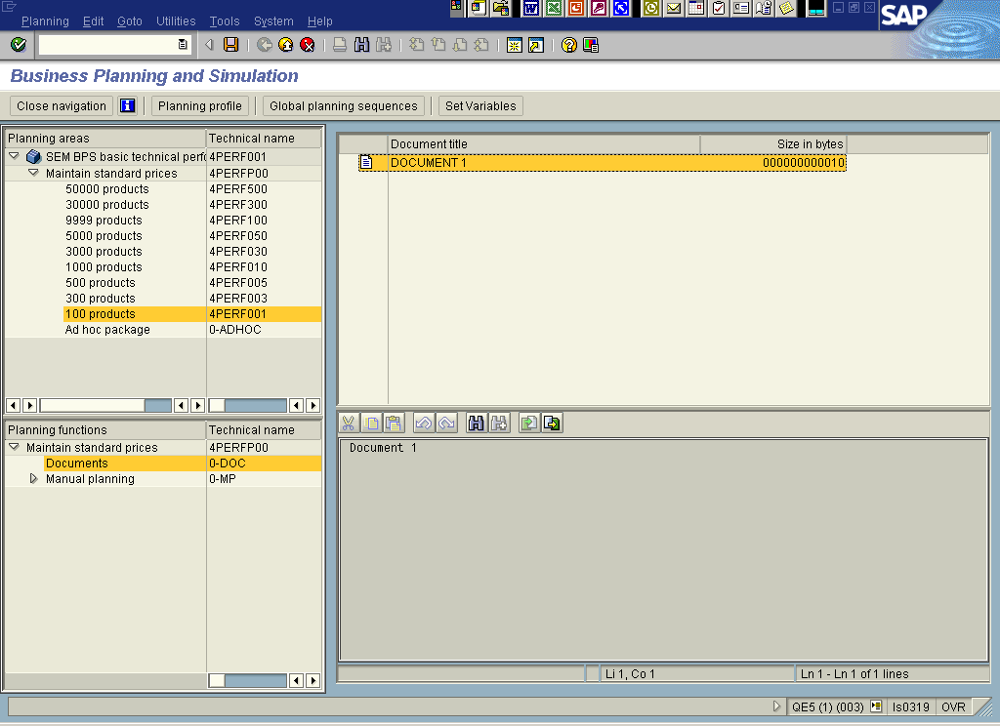 Planning Edit Goto Utilities Tools System Help
SAP
Business Planning and Simulation
Close navigation Planning profile Global planning sequences Set Variables
Planning areas Technical name
SEM BPS basic technical perfo 4PERF001
Maintain standard prices 4PERFP00
50000 products 4PERF500
30000 products 4PERF300
9999 products 4PERF100
5000 products 4PERF050
3000 products 4PERF030
1000 products 4PERF010
500 products 4PERF005
300 products 4PERF003
100 products 4PERF001
Ad hoc package 0-ADHOC
Planning functions Technical name
Maintain standard prices 4PERFP00
Documents 0-DOC
Manual planning 0-MP
Document title Size in bytes
DOCUMENT 1 000000000010
Document 1
Li 1, Co 1 Ln 1 - Ln 1 of 1 lines
QE5 (1) (003) ls0319 OVR